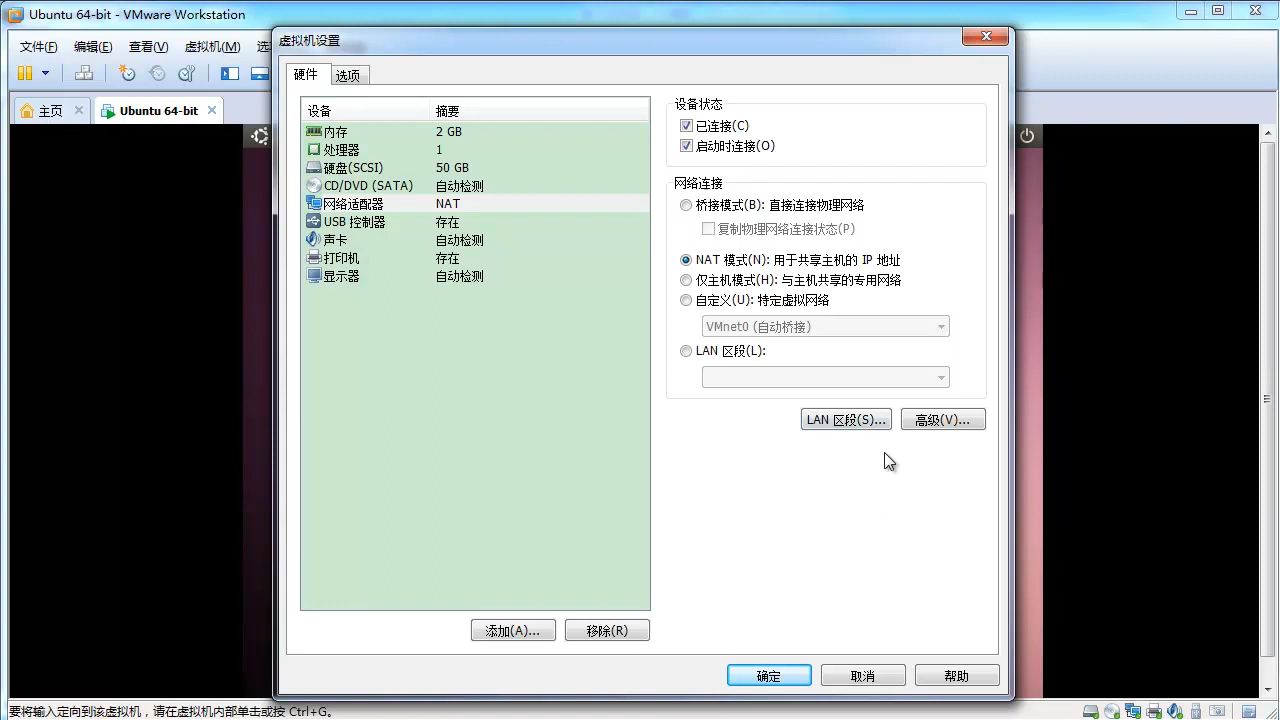 Ubuntu 64-bit - VMware Workstation
文件(F) 编辑(E) 查看(V) 虚拟机(M)
主页 Ubuntu 64-bit
虚拟机设置
硬件 选项
设备 摘要
内存 2 GB
处理器 1
硬盘(SCSI) 50 GB
CD/DVD (SATA) 自动检测
网络适配器 NAT
USB 控制器 存在
声卡 自动检测
打印机 存在
显示器 自动检测
添加(A)... 移除(R)
设备状态
已连接(C)
启动时连接(O)
网络连接
桥接模式(B): 直接连接物理网络
复制物理网络连接状态(P)
NAT 模式(N): 用于共享主机的 IP 地址
仅主机模式(H): 与主机共享的专用网络
自定义(U): 特定虚拟网络
VMnet0 (自动桥接)
LAN 区段(L):
LAN 区段(S)... 高级(V)...
确定 取消 帮助
要将输入定向到该虚拟机，请在虚拟机内部单击或按 Ctrl+G。